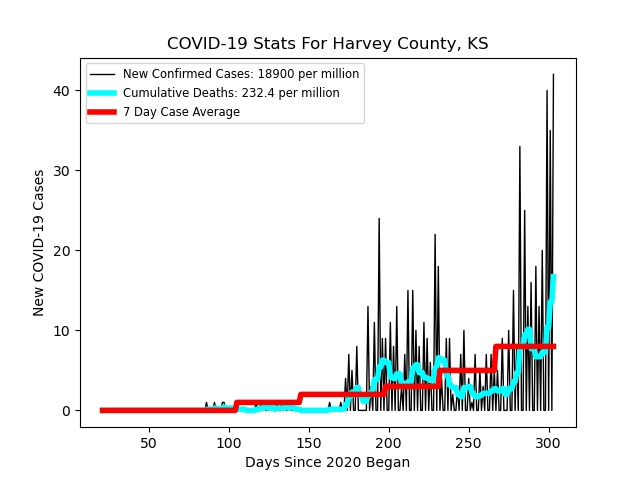 COVID-19 Stats For Harvey County, KS
New Confirmed Cases: 18900 per million
Cumulative Deaths: 232.4 per million
7 Day Case Average
New COVID-19 Cases
40
30
20
10
0
50 100 150 200 250 300
Days Since 2020 Began